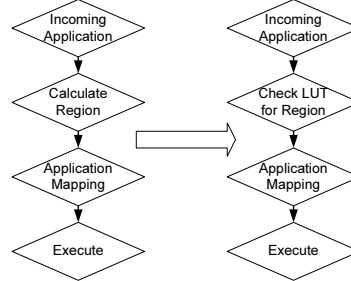 Incoming
Application
Calculate
Region
Application
Mapping
Execute
Incoming
Application
Check LUT
for Region
Application
Mapping
Execute